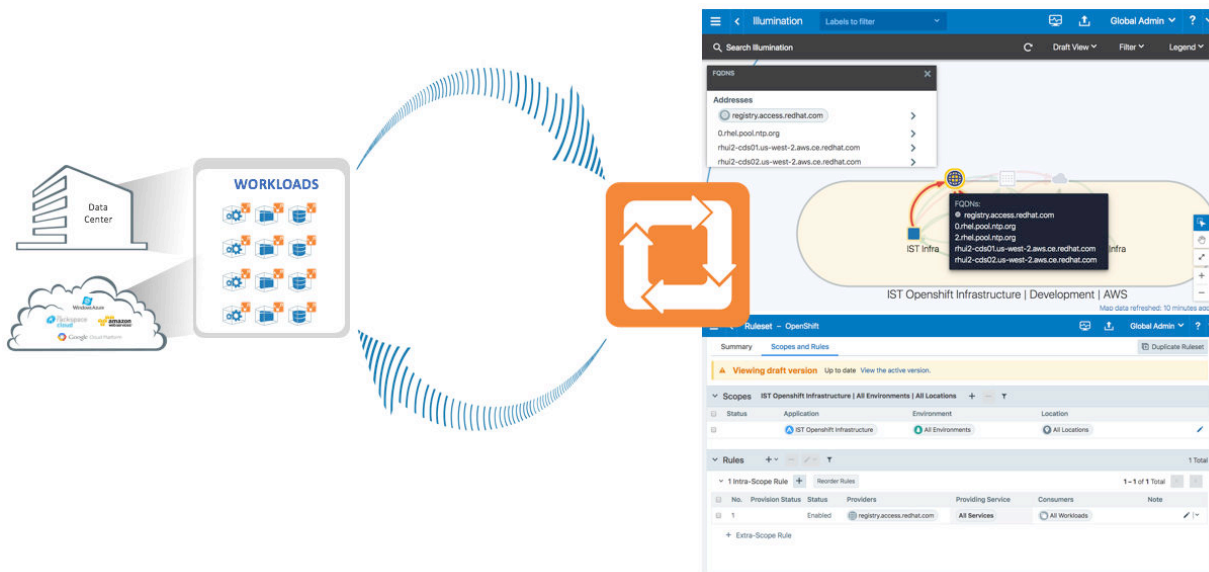 Data
Center
WindowsAzure
rackspace
cloud
amazon
web services
Google Cloud Platform
WORKLOADS
Illumination
Labels to filter
Global Admin
?
Search Illumination
Draft View
Filter
Legend
FQDNS
Addresses
registry.access.redhat.com
0.rhel.pool.ntp.org
rhui2-cds01.us-west-2.aws.ce.redhat.com
rhui2-cds02.us-west-2.aws.ce.redhat.com
FQDNs:
registry.access.redhat.com
0.rhel.pool.ntp.org
2.rhel.pool.ntp.org
rhui2-cds01.us-west-2.aws.ce.redhat.com
rhui2-cds02.us-west-2.aws.ce.redhat.com
IST Infra
Infra
IST Openshift Infrastructure | Development | AWS
Map data refreshed: 10 minutes ago
Ruleset – OpenShift
Global Admin
?
Summary Scopes and Rules
Duplicate Ruleset
Viewing draft version Up to date View the active version.
Scopes IST Openshift Infrastructure | All Environments | All Locations
Status Application Environment Location
IST Openshift Infrastructure All Environments All Locations
Rules
1 Total
1 Intra-Scope Rule + Reorder Rules 1 – 1 of 1 Total
No. Provision Status Status Providers Providing Service Consumers Note
1 Enabled registry.access.redhat.com All Services All Workloads
+ Extra-Scope Rule